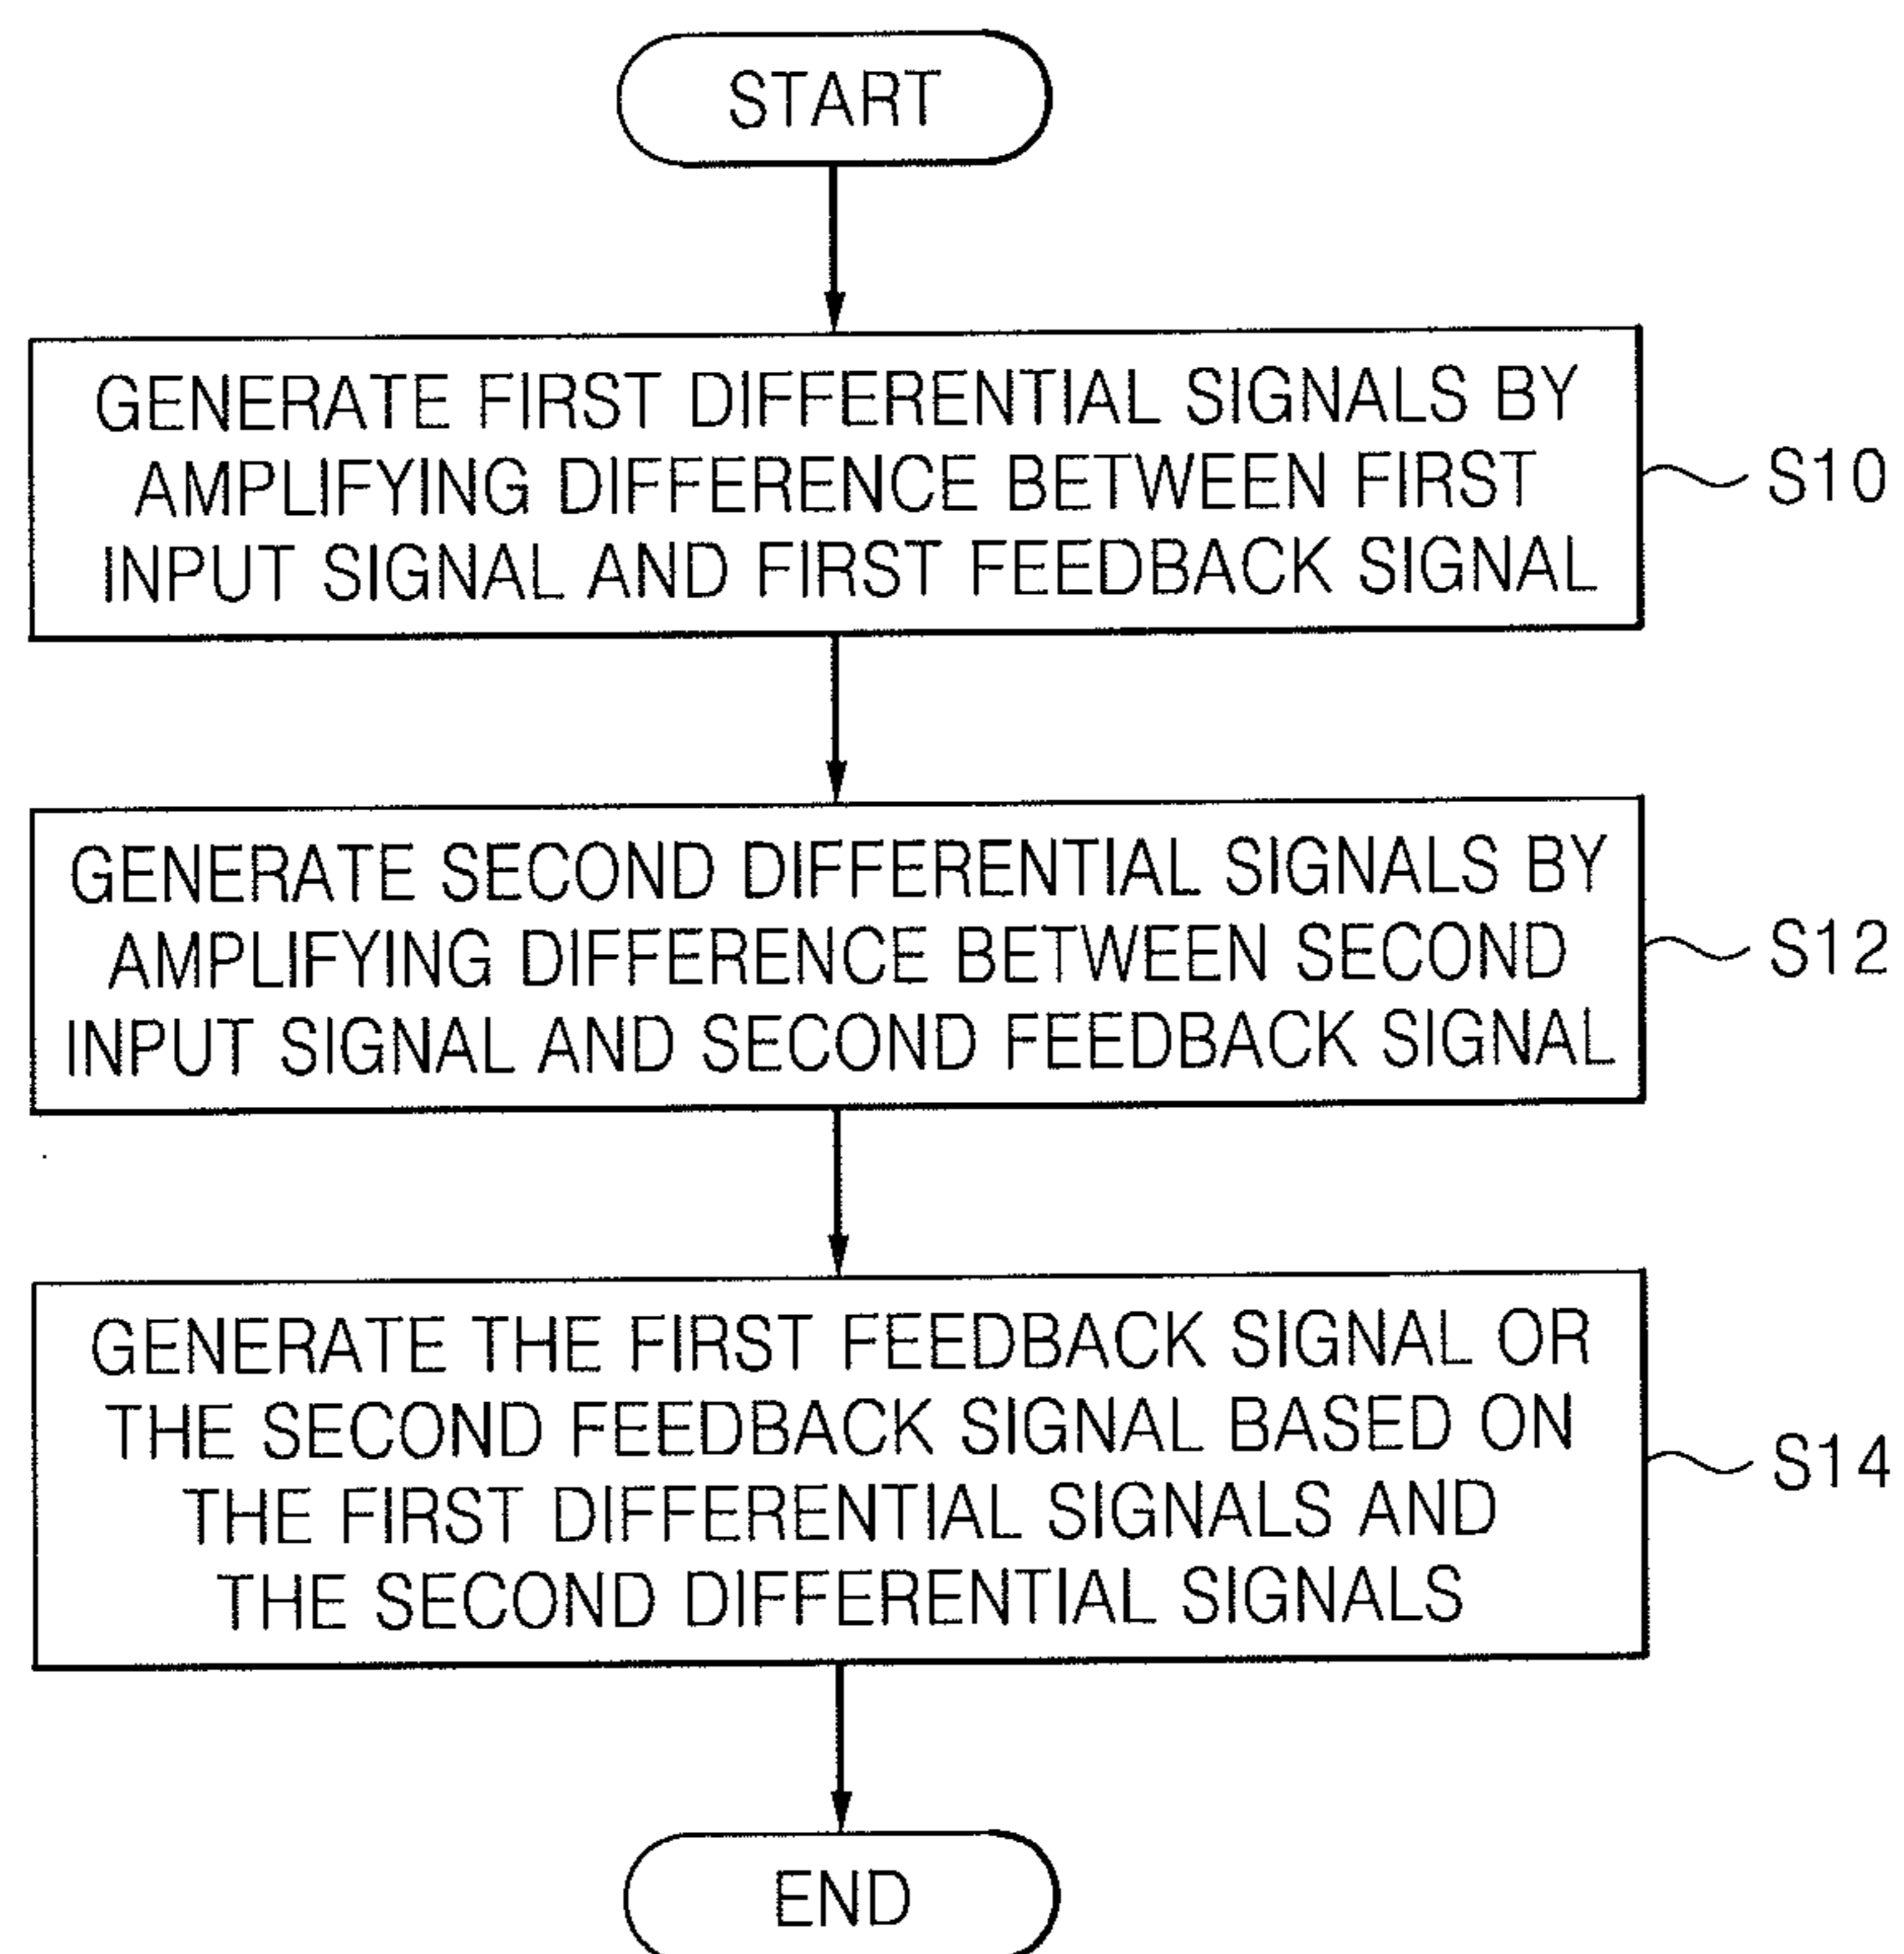 START
GENERATE FIRST DIFFERENTIAL SIGNALS BY
AMPLIFYING DIFFERENCE BETWEEN FIRST
INPUT SIGNAL AND FIRST FEEDBACK SIGNAL
S10
GENERATE SECOND DIFFERENTIAL SIGNALS BY
AMPLIFYING DIFFERENCE BETWEEN SECOND
INPUT SIGNAL AND SECOND FEEDBACK SIGNAL
S12
GENERATE THE FIRST FEEDBACK SIGNAL OR
THE SECOND FEEDBACK SIGNAL BASED ON
THE FIRST DIFFERENTIAL SIGNALS AND
THE SECOND DIFFERENTIAL SIGNALS
S14
END